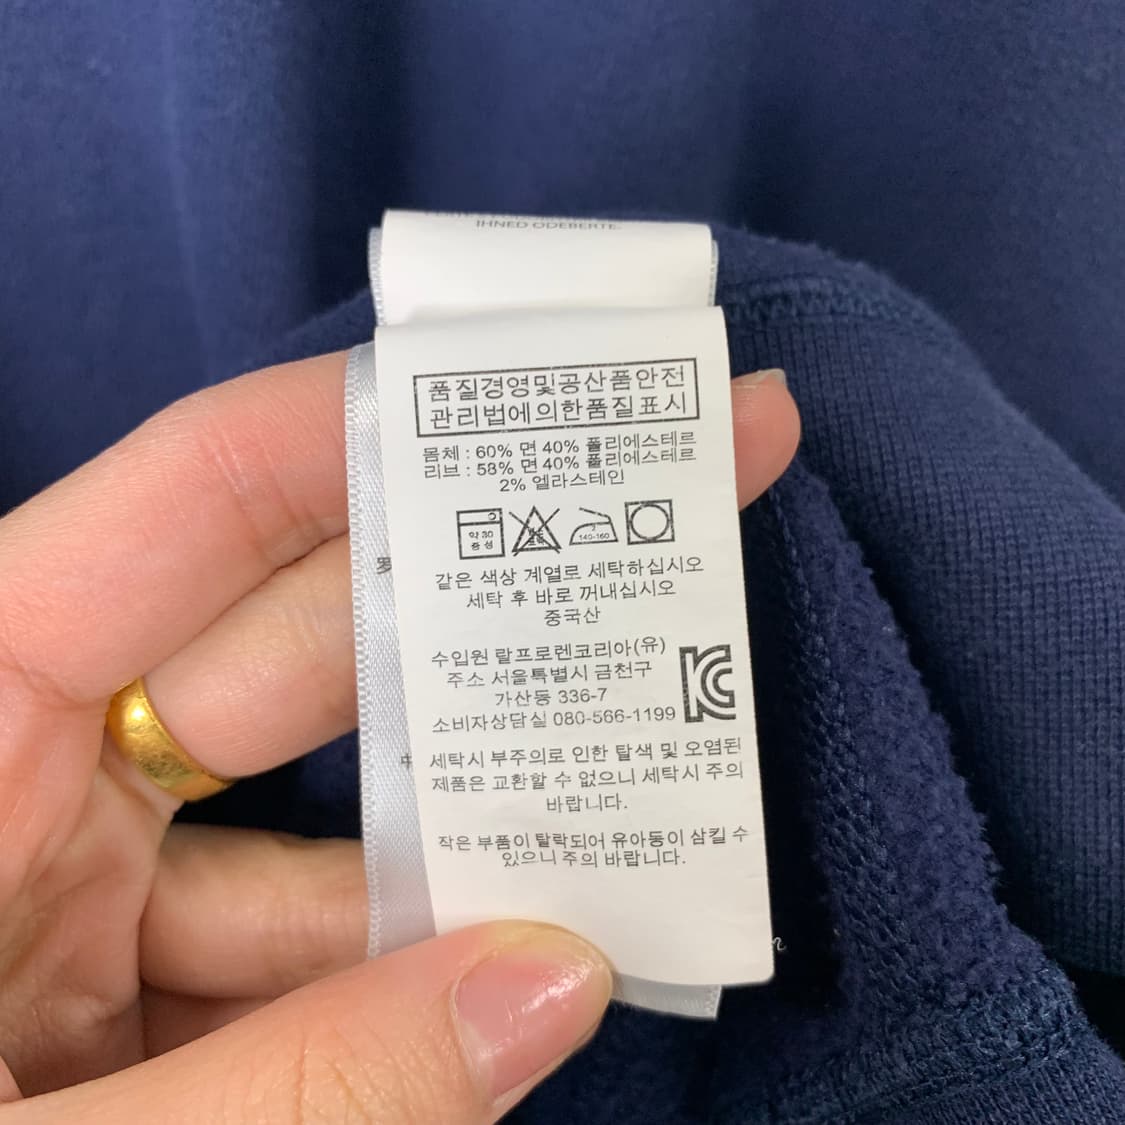 IHNED ODEBERTE.
품질경영및공산품안전
관리법에의한품질표시
몸체 : 60% 면 40% 폴리에스테르
리브 : 58% 면 40% 폴리에스테르
2% 엘라스테인
약 30
중성
140-160
같은 색상 계열로 세탁하십시오
세탁 후 바로 꺼내십시오
중국산
수입원 랄프로렌코리아(유)
주소 서울특별시 금천구
가산동 336-7
소비자상담실 080-566-1199
세탁시 부주의로 인한 탈색 및 오염된
제품은 교환할 수 없으니 세탁시 주의
바랍니다.
작은 부품이 탈락되어 유아동이 삼킬 수
있으니 주의 바랍니다.